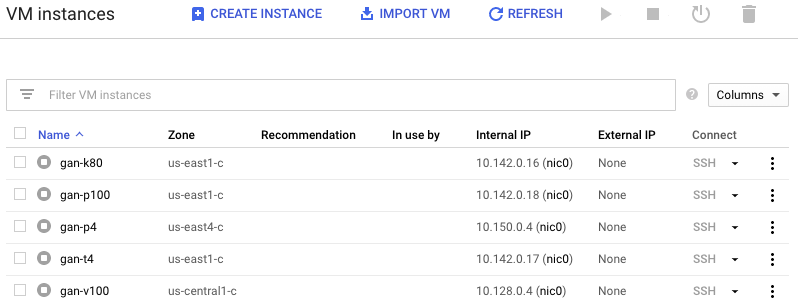 VM instances CREATE INSTANCE IMPORT VM REFRESH
Filter VM instances ? Columns
Name Zone Recommendation In use by Internal IP External IP Connect
gan-k80 us-east1-c 10.142.0.16 (nic0) None SSH
gan-p100 us-east1-c 10.142.0.18 (nic0) None SSH
gan-p4 us-east4-c 10.150.0.4 (nic0) None SSH
gan-t4 us-east1-c 10.142.0.17 (nic0) None SSH
gan-v100 us-central1-c 10.128.0.4 (nic0) None SSH